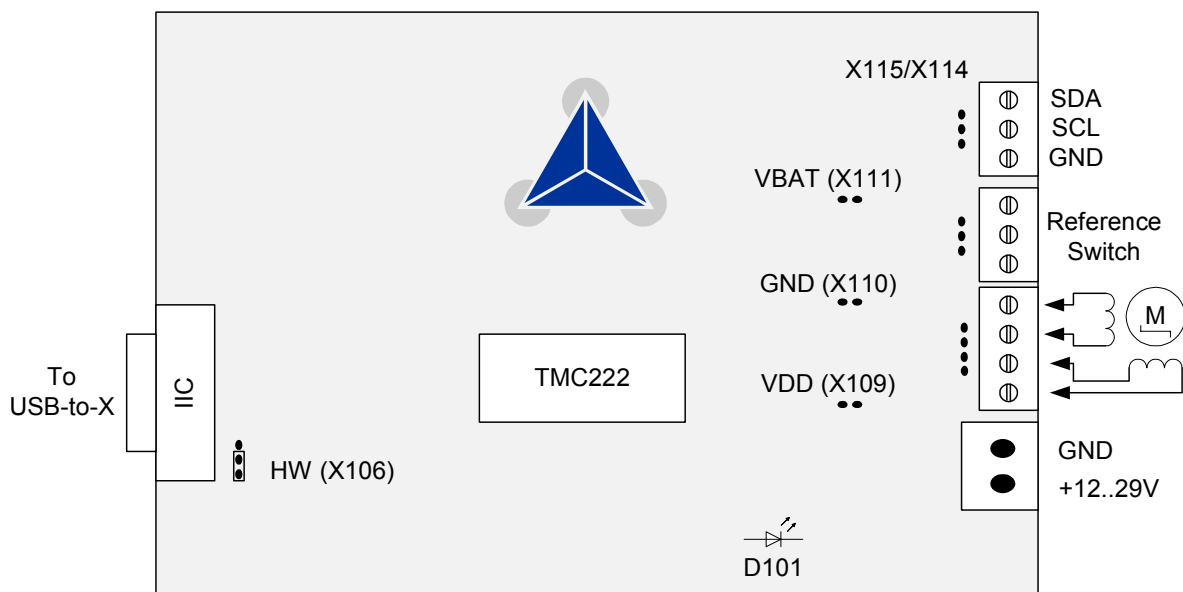 X115/X114
SDA
SCL
GND
VBAT (X111)
Reference
Switch
GND (X110)
M
To
USB-to-X
IIC
TMC222
VDD (X109)
HW (X106)
GND
+12..29V
D101